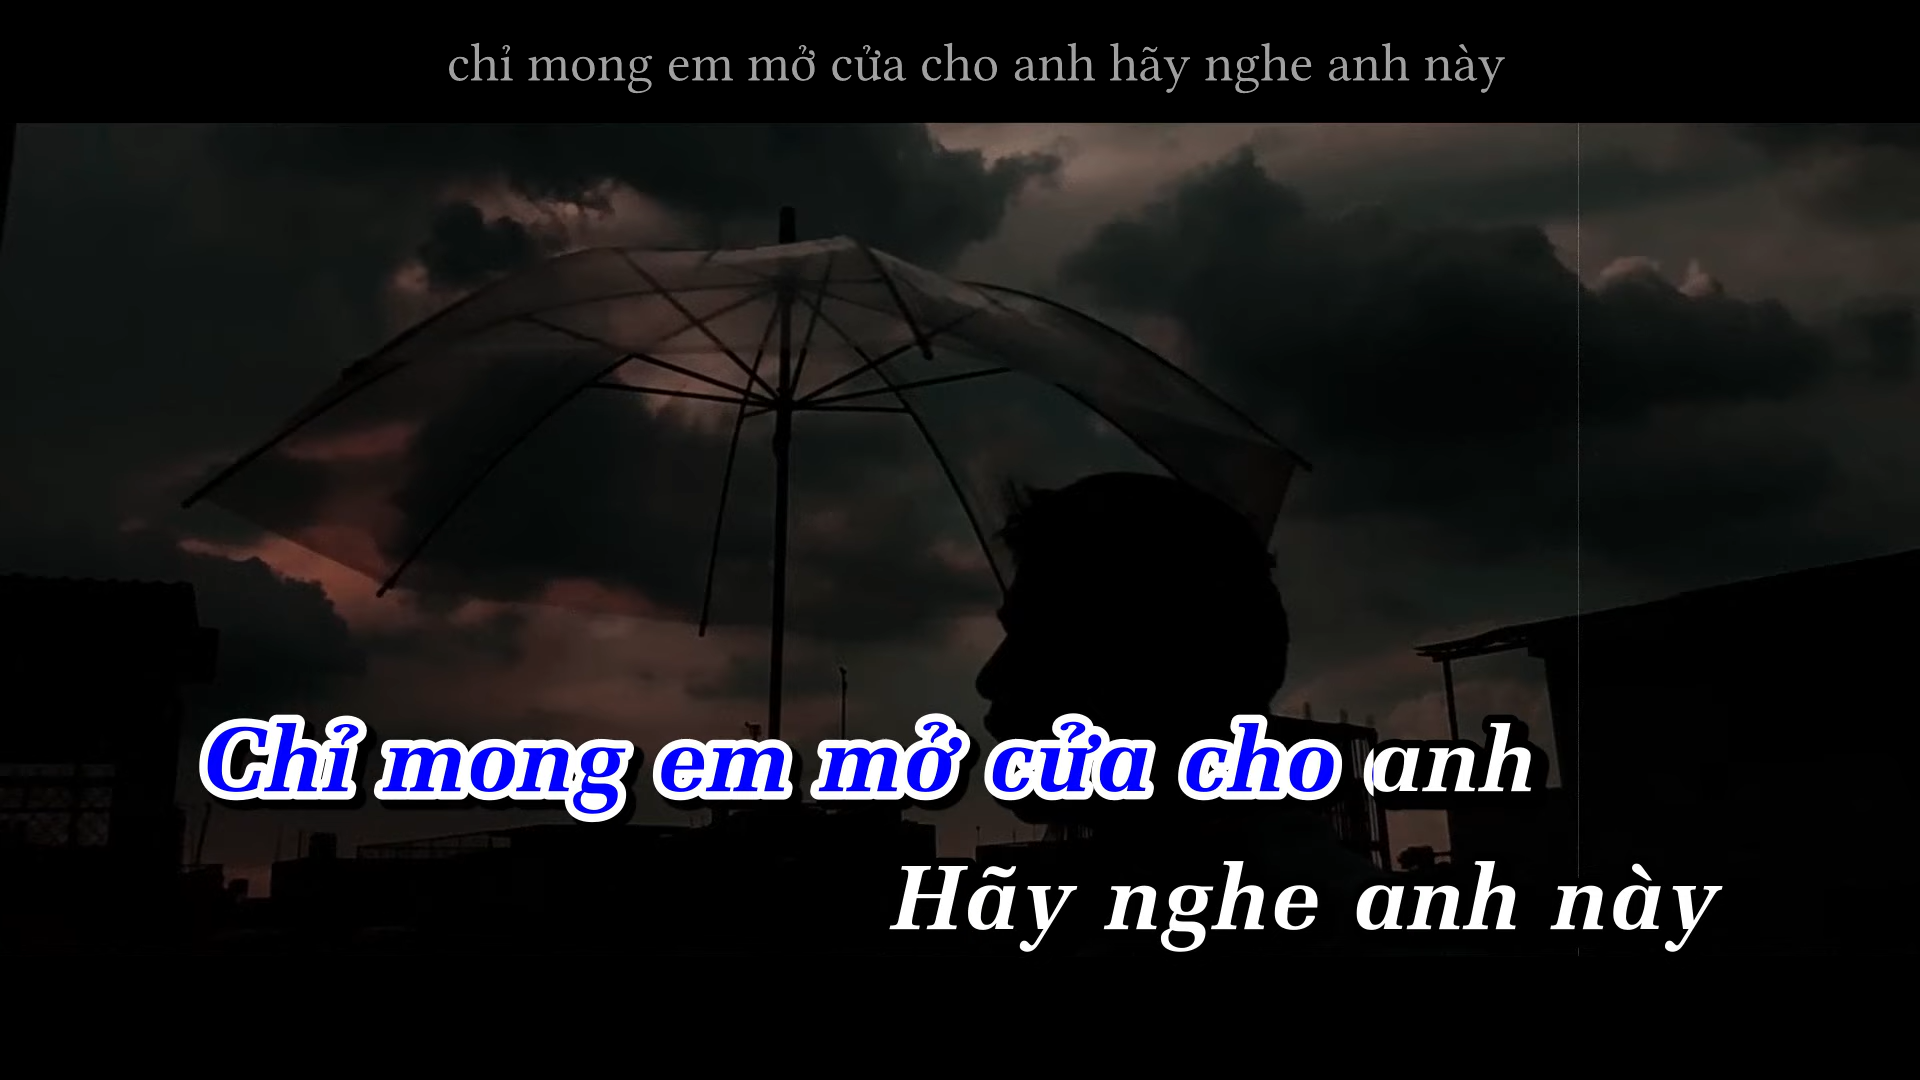 chỉ mong em mở cửa cho anh hãy nghe anh này
Chỉ mong em mở cửa cho anh
Hãy nghe anh này